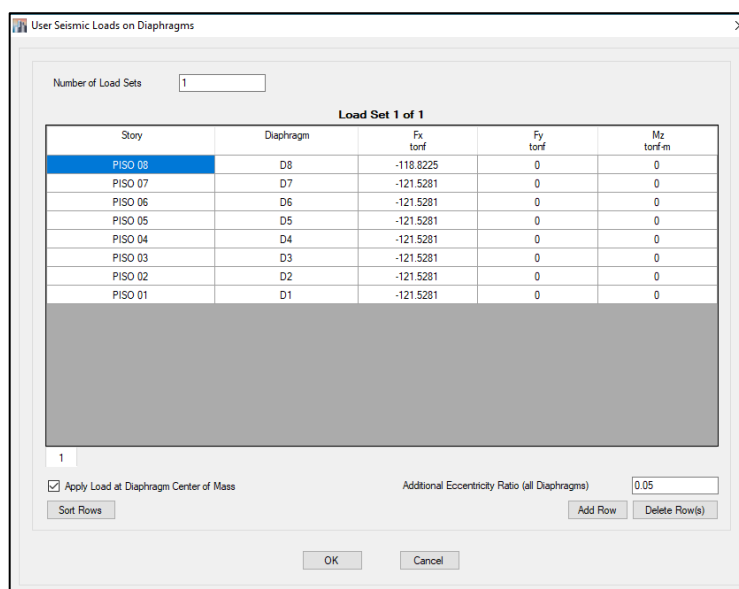 User Seismic Loads on Diaphragms
Number of Load Sets 1
Load Set 1 of 1
Story Diaphragm Fx Fy Mz
tonf tonf tonf-m
PISO 08 D8 -118.8225 0 0
PISO 07 D7 -121.5281 0 0
PISO 06 D6 -121.5281 0 0
PISO 05 D5 -121.5281 0 0
PISO 04 D4 -121.5281 0 0
PISO 03 D3 -121.5281 0 0
PISO 02 D2 -121.5281 0 0
PISO 01 D1 -121.5281 0 0
1
Apply Load at Diaphragm Center of Mass Additional Eccentricity Ratio (all Diaphragms) 0.05
Sort Rows Add Row Delete Row(s)
OK Cancel